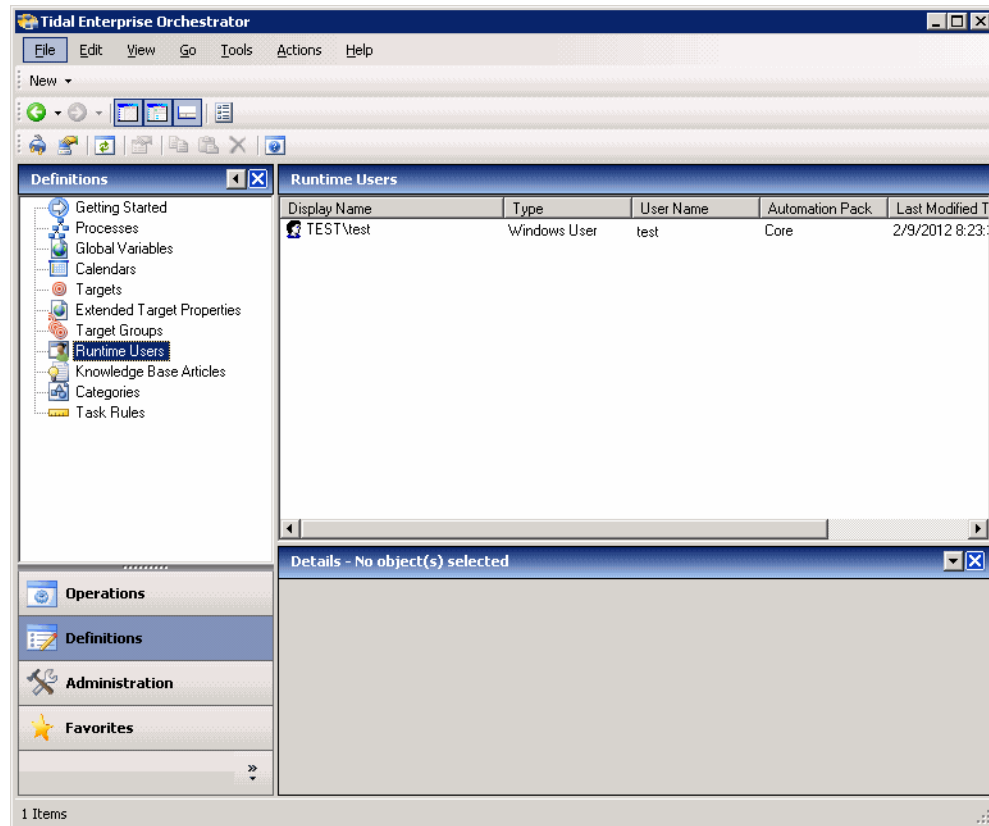 Tidal Enterprise Orchestrator
File Edit View Go Tools Actions Help
New
Definitions
Getting Started
Processes
Global Variables
Calendars
Targets
Extended Target Properties
Target Groups
Runtime Users
Knowledge Base Articles
Categories
Task Rules
Operations
Definitions
Administration
Favorites
Runtime Users
Display Name Type User Name Automation Pack Last Modified T
TEST\test Windows User test Core 2/9/2012 8:23:
Details - No object(s) selected
1 Items